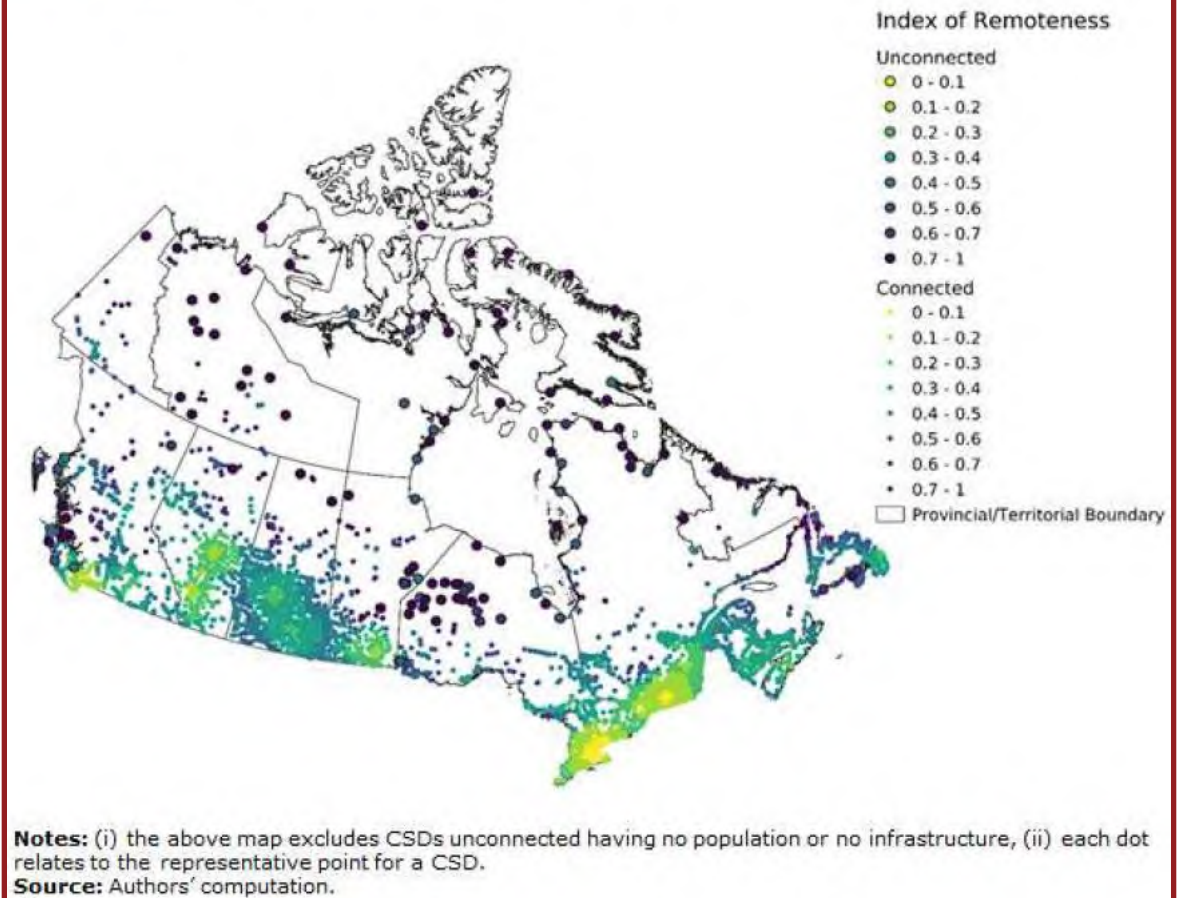 Index of Remoteness
Unconnected
0 - 0.1
0.1 - 0.2
0.2 - 0.3
0.3 - 0.4
0.4 - 0.5
0.5 - 0.6
0.6 - 0.7
0.7 - 1
Connected
0 - 0.1
0.1 - 0.2
0.2 - 0.3
0.3 - 0.4
0.4 - 0.5
0.5 - 0.6
0.6 - 0.7
0.7 - 1
Provincial/Territorial Boundary
Notes: (i) the above map excludes CSDs unconnected having no population or no infrastructure, (ii) each dot
relates to the representative point for a CSD.
Source: Authors' computation.